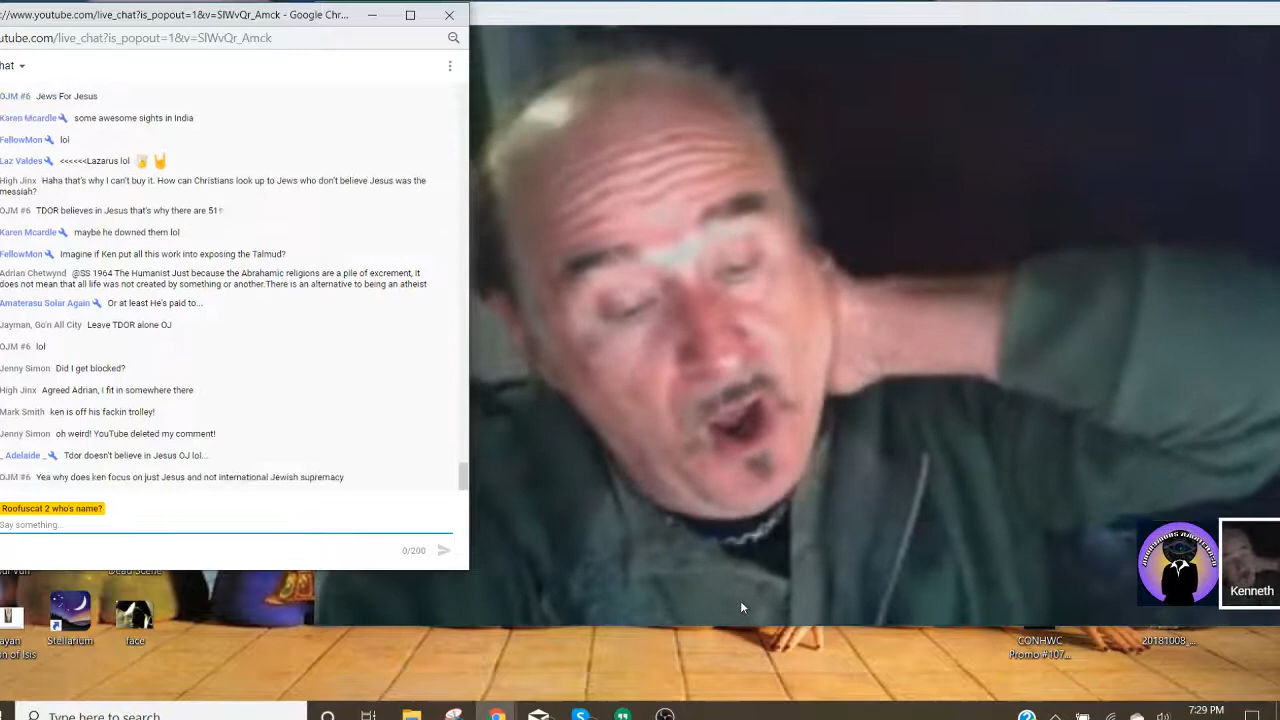 ://www.youtube.com/live_chat?is_popout=1&v=SlWvQr_Amck - Google Chr...
utube.com/live_chat?is_popout=1&v=SlWvQr_Amck
hat
OJM #6 Jews For Jesus
Karen Mcardle some awesome sights in India
FellowMon lol
Laz Valdes <<<<<<Lazarus lol
High Jinx Haha that's why I can't buy it. How can Christians look up to Jews who don't believe Jesus was the
messiah?
OJM #6 TDOR believes in Jesus that's why there are 51
Karen Mcardle maybe he downed them lol
FellowMon Imagine if Ken put all this work into exposing the Talmud?
Adrian Chetwynd @SS 1964 The Humanist Just because the Abrahamic religions are a pile of excrement, it
does not mean that all life was not created by something or another.There is an alternative to being an atheist
Amaterasu Solar Again Or at least He's paid to...
Jayman, Go'n All City Leave TDOR alone OJ
OJM #6 lol
Jenny Simon Did I get blocked?
High Jinx Agreed Adrian, i fit in somewhere there
Mark Smith ken is off his fackin trolley!
Jenny Simon oh weird! YouTube deleted my comment!
_ Adelaide _ Tdor doesn't believe in Jesus OJ lol...
OJM #6 Yea why does ken focus on just Jesus and not international Jewish supremacy
Roofuscat 2 who's name?
Say something...
0/200
Dead Scene
Kenneth
ayan
on of Isis
Stellarium
face
CONHWC
Promo #107...
20181008_...
Type here to search
7:29 PM